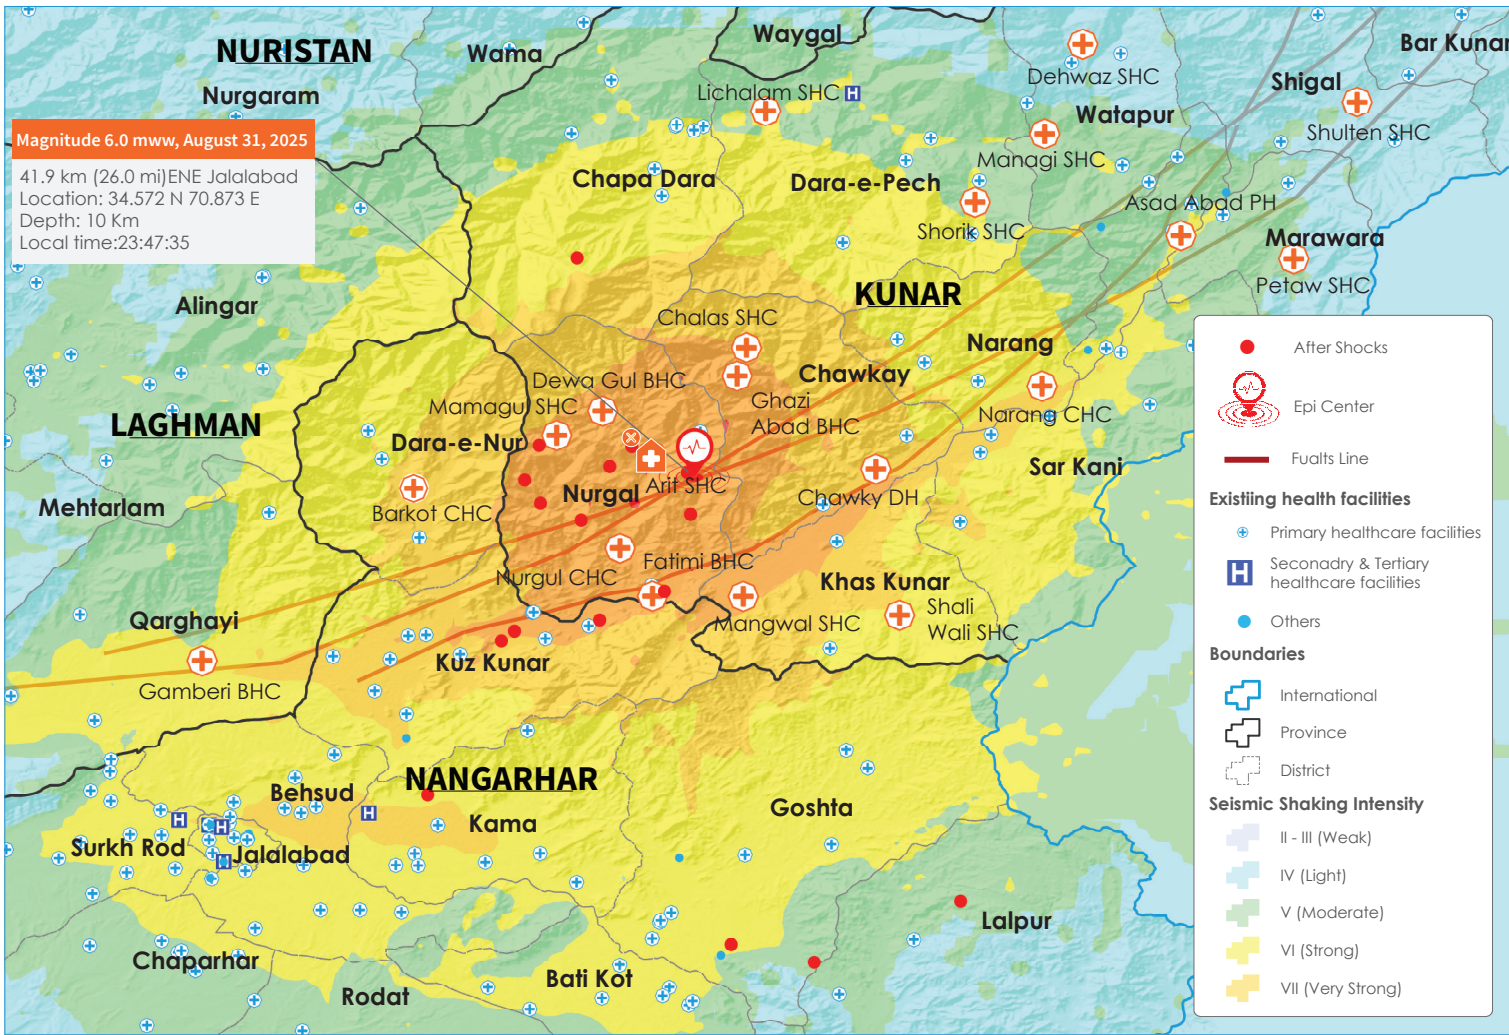 Waygal
Bar Kunar
NURISTAN
Wama
Dehwaz SHC
Shigal
Nurgaram
Lichalam SHC
H
Watapur
Shulten SHC
Magnitude 6.0 mww, August 31, 2025
41.9 km (26.0 mi)ENE Jalalabad
Location: 34.572 N 70.873 E
Depth: 10 Km
Local time:23:47:35
Managi SHC
Chapa Dara
Dara-e-Pech
Asad Abad PH
Shorik SHC
Marawara
Petaw SHC
Alingar
KUNAR
Chalas SHC
Narang
Chawkay
Dewa Gul BHC
Ghazi
Abad BHC
Mamagul SHC
Narang CHC
LAGHMAN
Dara-e-Nur
Sar Kani
Nurgal
Arit SHC
Chawky DH
Mehtarlam
Barkot CHC
Fatimi BHC
Nurgul CHC
Khas Kunar
Shali
Wali SHC
Mangwal SHC
Qarghayi
Kuz Kunar
Gamberi BHC
NANGARHAR
Behsud
Goshta
H
H
H
Kama
Surkh Rod
Jalalabad
H
Lalpur
Chaparhar
Bati Kot
Rodat
After Shocks
Epi Center
Fualts Line
Existiing health facilities
Primary healthcare facilities
H
Seconadry & Tertiary
healthcare facilities
Others
Boundaries
International
Province
District
Seismic Shaking Intensity
II - III (Weak)
IV (Light)
V (Moderate)
VI (Strong)
VII (Very Strong)